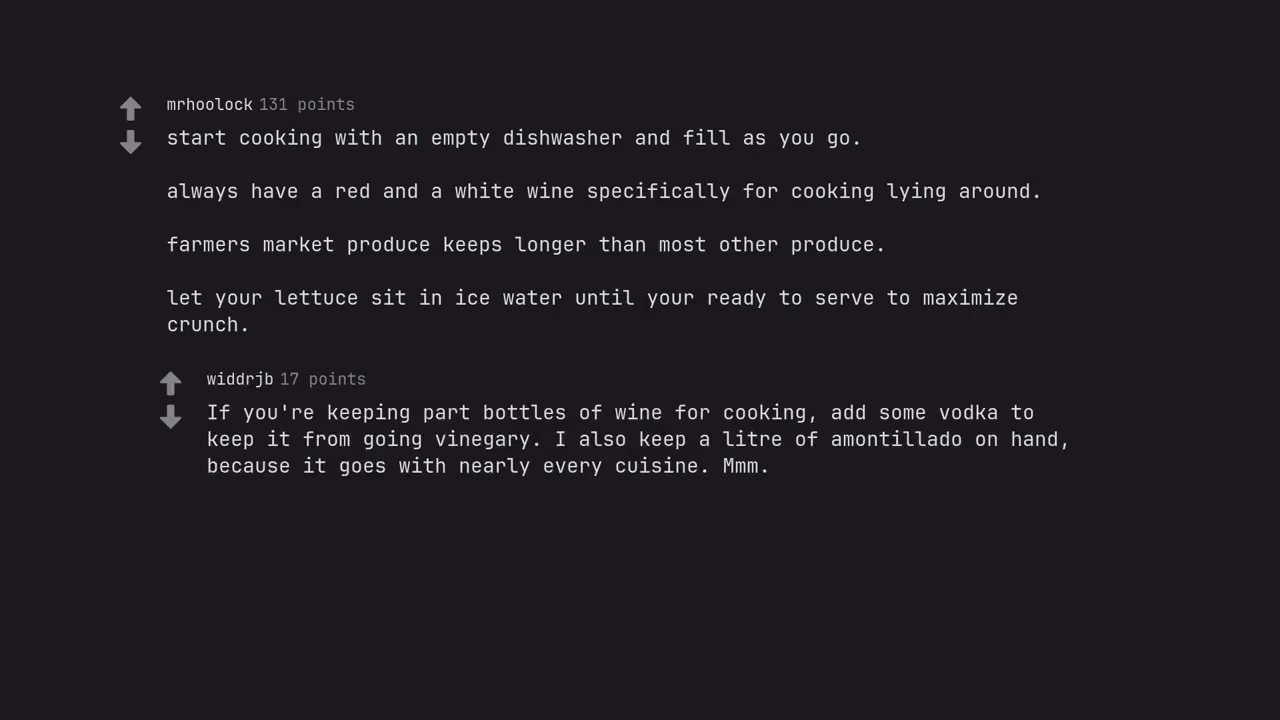 mrhoolock 131 points
start cooking with an empty dishwasher and fill as you go.
always have a red and a white wine specifically for cooking lying around.
farmers market produce keeps longer than most other produce.
let your lettuce sit in ice water until your ready to serve to maximize
crunch.
widdrjb 17 points
If you're keeping part bottles of wine for cooking, add some vodka to
keep it from going vinegary. I also keep a litre of amontillado on hand,
because it goes with nearly every cuisine. Mmm.